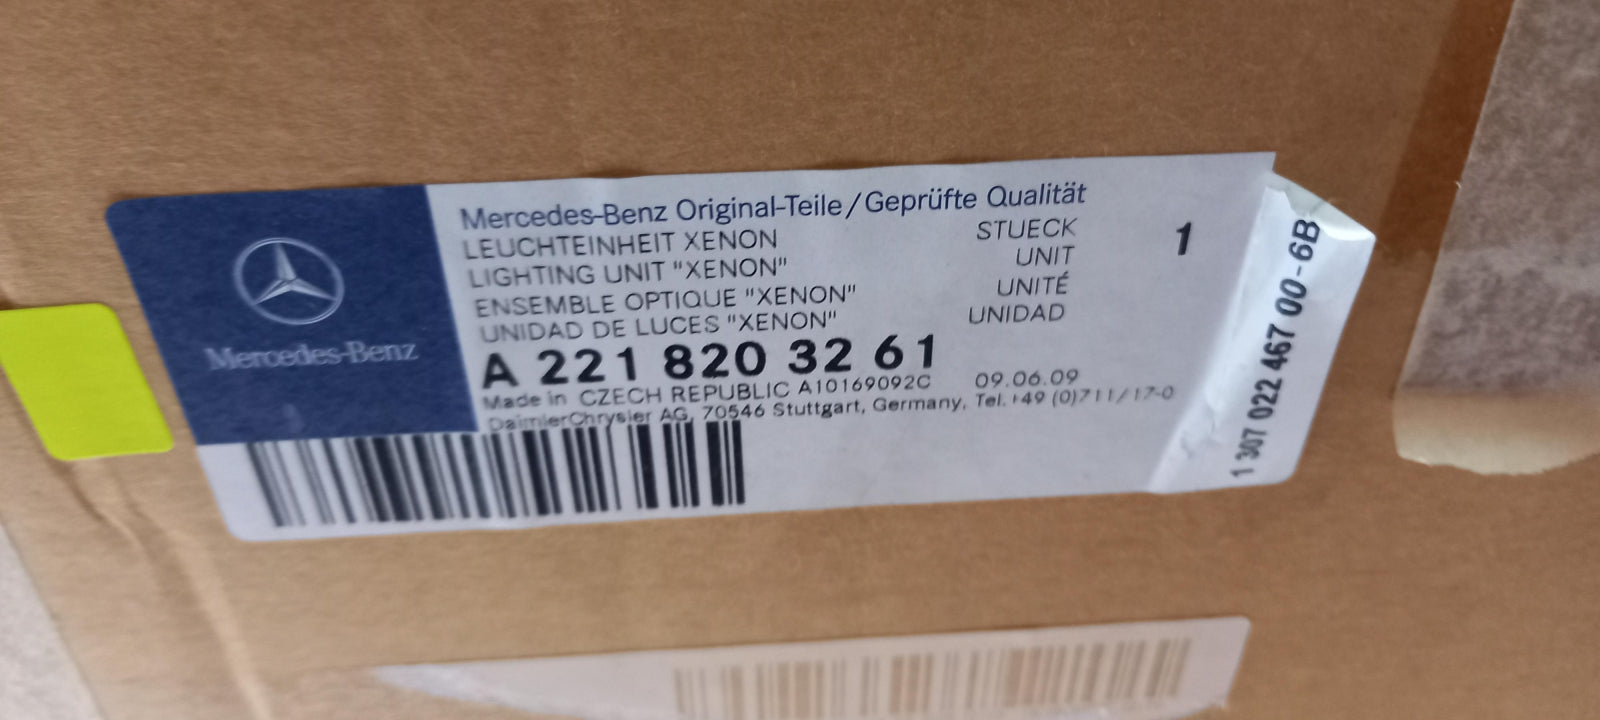 Mercedes-Benz
Mercedes-Benz Original-Teile/Geprüfte Qualität
LEUCHTEINHEIT XENON STUECK 1
LIGHTING UNIT "XENON" UNIT
ENSEMBLE OPTIQUE "XENON" UNITÉ
UNIDAD DE LUCES "XENON" UNIDAD
A 221 820 32 61
Made in CZECH REPUBLIC A10169092C 09.06.09
DaimlerChrysler AG, 70546 Stuttgart, Germany, Tel. +49 (0)711/17-0
1 307 022 467 00-6B